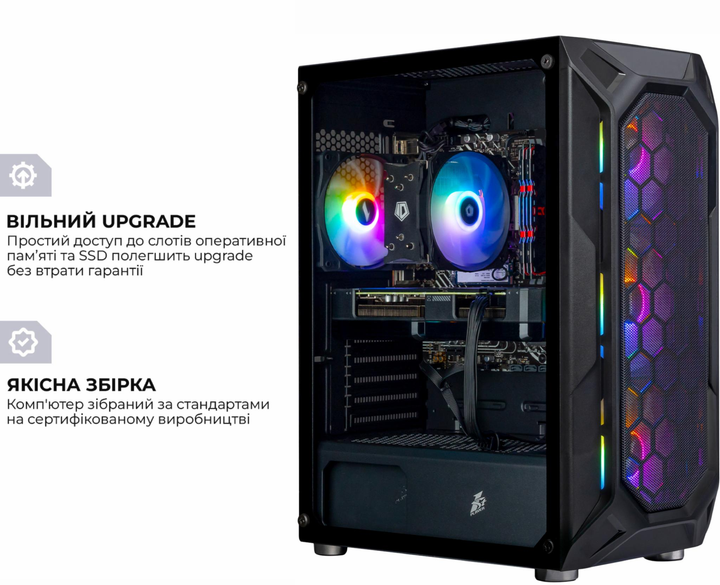 ВІЛЬНИЙ UPGRADE
Простий доступ до слотів оперативної
пам’яті та SSD полегшить upgrade
без втрати гарантії
ЯКІСНА ЗБІРКА
Комп'ютер зібраний за стандартами
на сертифікованому виробництві